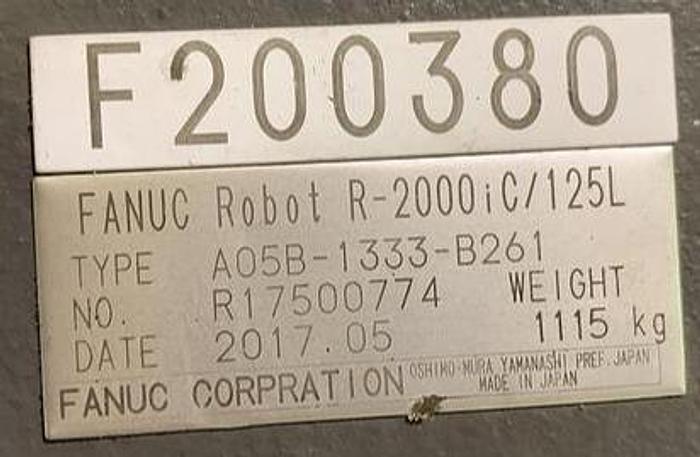 F200380
FANUC Robot R-2000iC/125L
TYPE A05B-1333-B261
NO. R17500774 WEIGHT
DATE 2017.05 1115 kg
FANUC CORPRATION OSHINO-MURA YAMANASHI PREF. JAPAN
MADE IN JAPAN